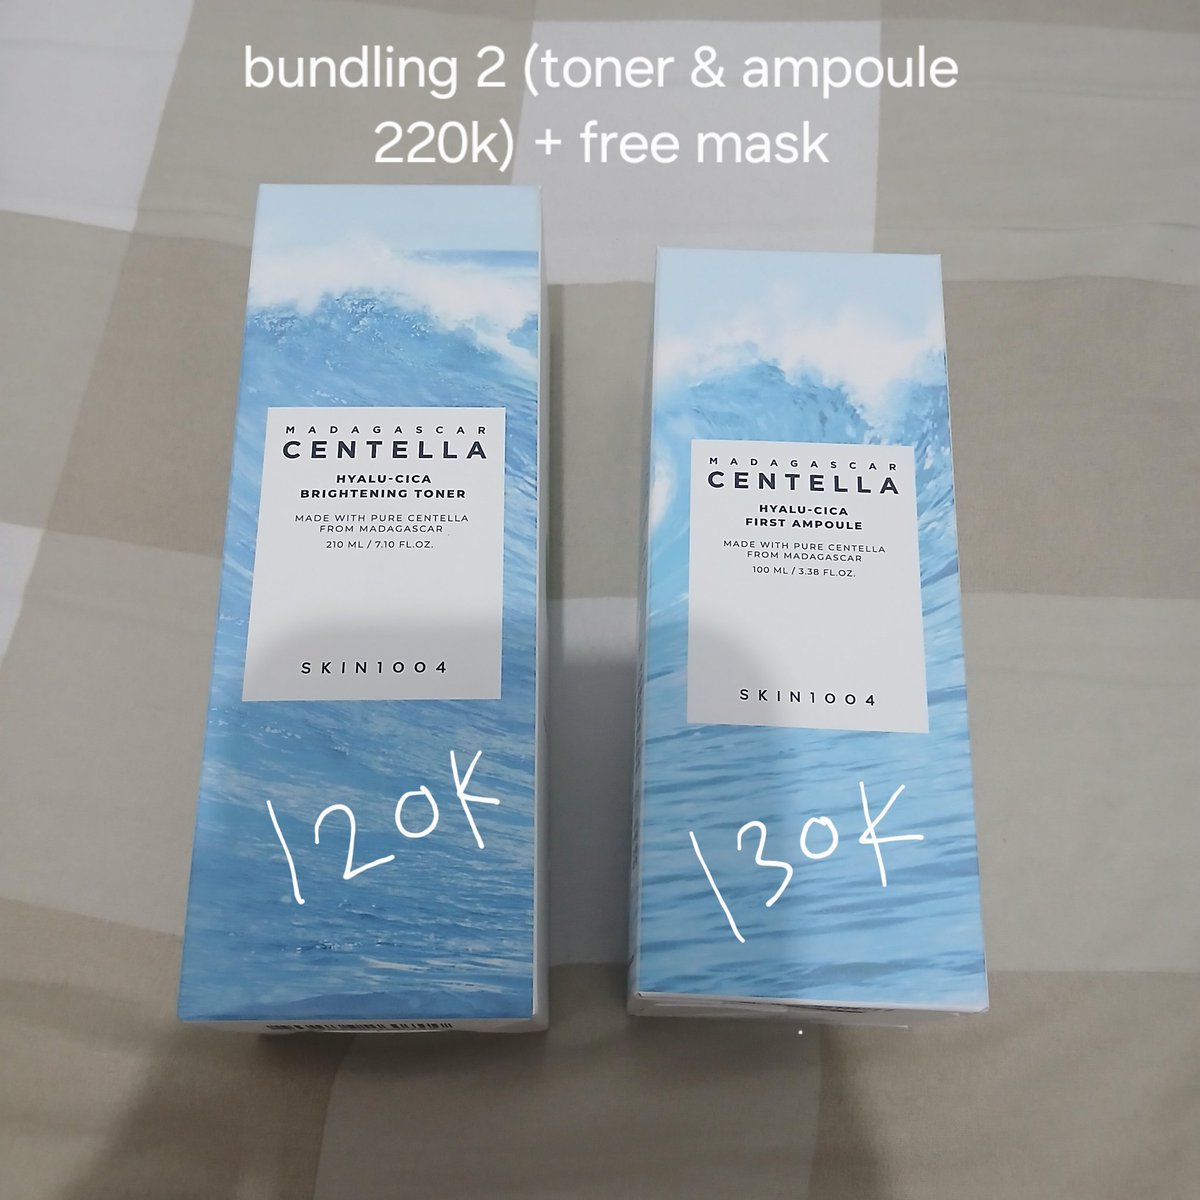 bundling 2 (toner & ampoule
220k) + free mask
MADAGASCAR
CENTELLA
HYALU-CICA
BRIGHTENING TONER
MADE WITH PURE CENTELLA
FROM MADAGASCAR
210 ML / 7.10 FL.OZ.
SKIN1004
120K
MADAGASCAR
CENTELLA
HYALU-CICA
FIRST AMPOULE
MADE WITH PURE CENTELLA
FROM MADAGASCAR
100 ML / 3.38 FL.OZ.
SKIN1004
130K